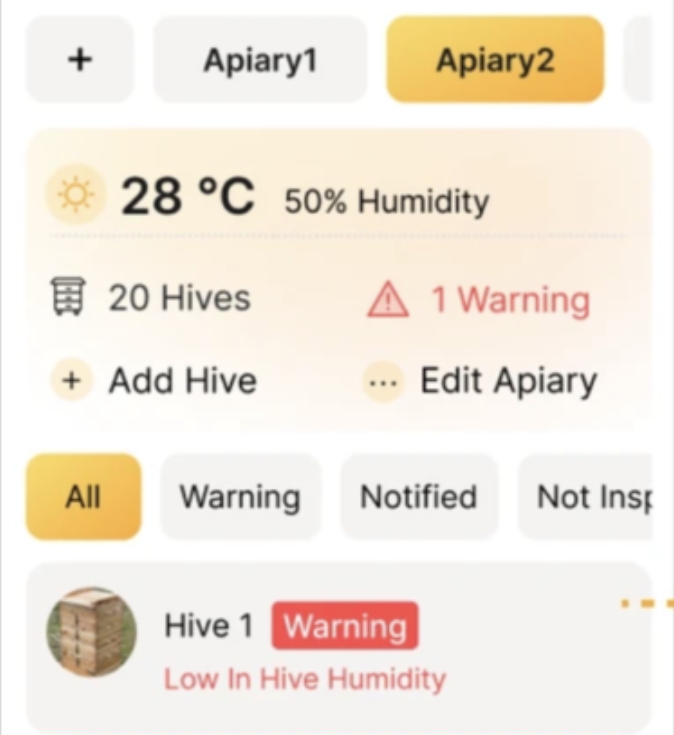 + Apiary1 Apiary2
28 °C 50% Humidity
20 Hives 1 Warning
+ Add Hive ... Edit Apiary
All Warning Notified Not Insp
Hive 1 Warning
Low In Hive Humidity